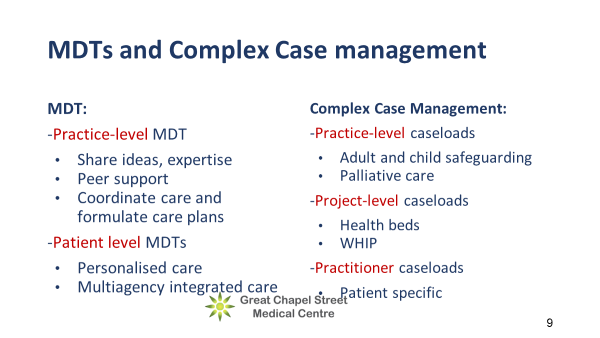 MDTs and Complex Case management
MDT:
-Practice-level MDT
• Share ideas, expertise
• Peer support
• Coordinate care and
formulate care plans
-Patient level MDTs
• Personalised care
• Multiagency integrated care
Complex Case Management:
-Practice-level caseloads
• Adult and child safeguarding
• Palliative care
-Project-level caseloads
• Health beds
• WHIP
-Practitioner caseloads
• Patient specific
Great Chapel Street
Medical Centre
9